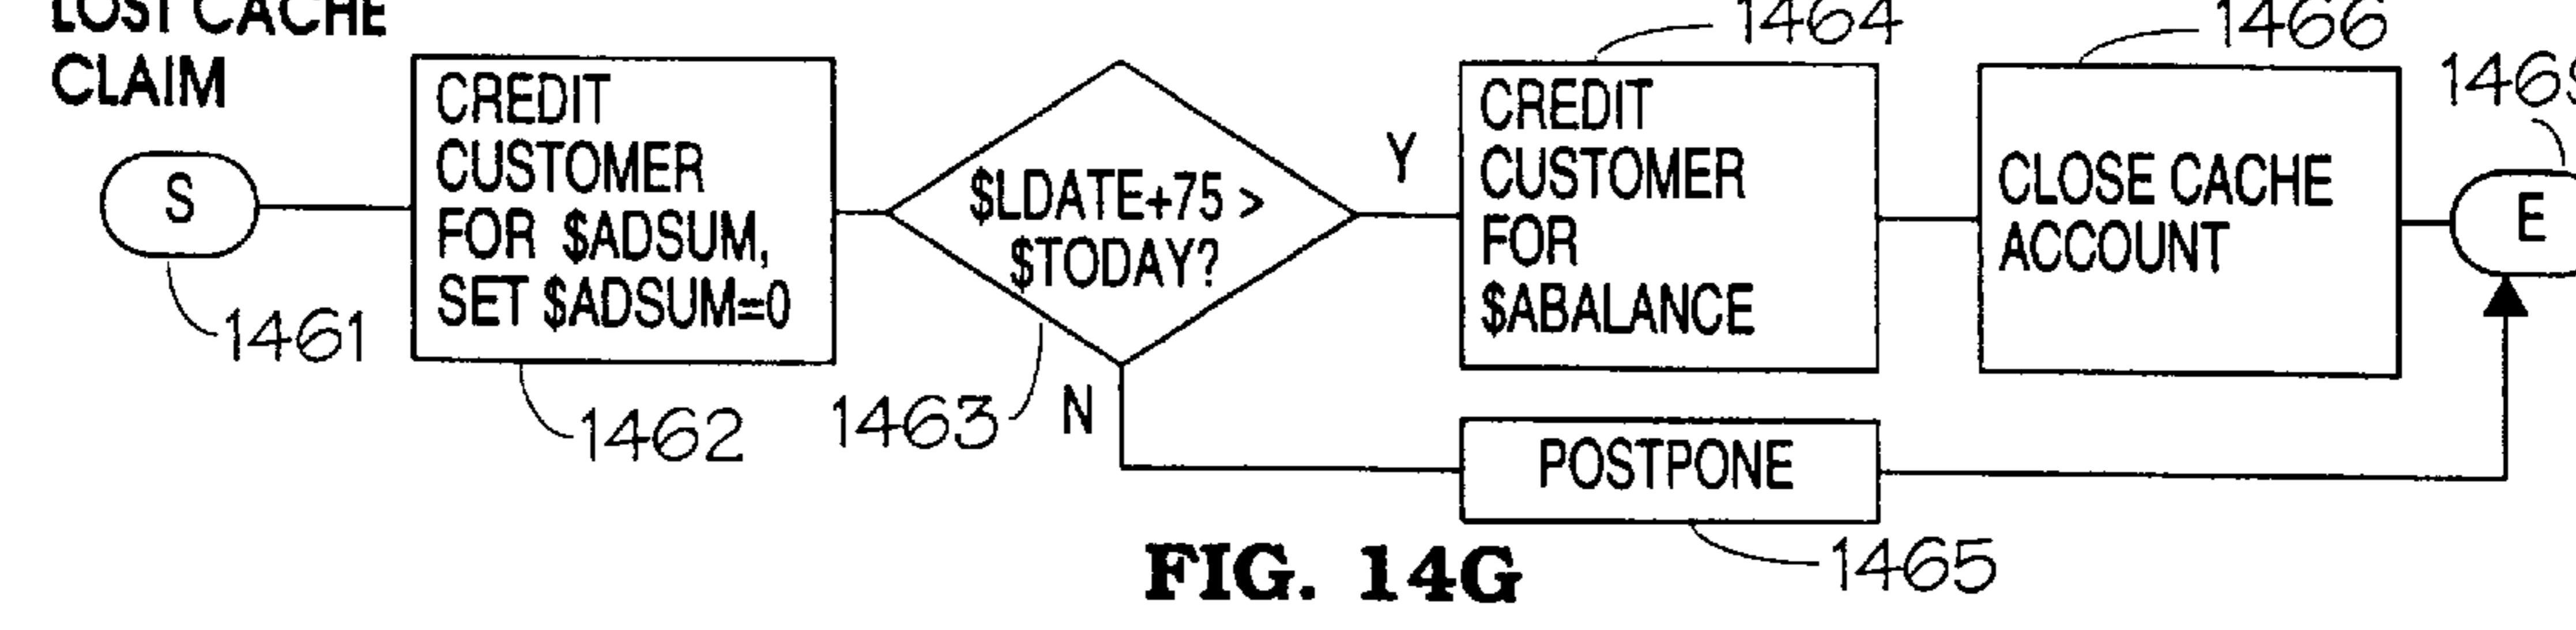 LOST CACHE
CLAIM
S
1461
CREDIT
CUSTOMER
FOR $ADSUM,
SET $ADSUM=0
1462
$LDATE+75 >
$TODAY?
1463
Y
N
CREDIT
CUSTOMER
FOR
$ABALANCE
1464
CLOSE CACHE
ACCOUNT
1466
E
POSTPONE
1465
FIG. 14G